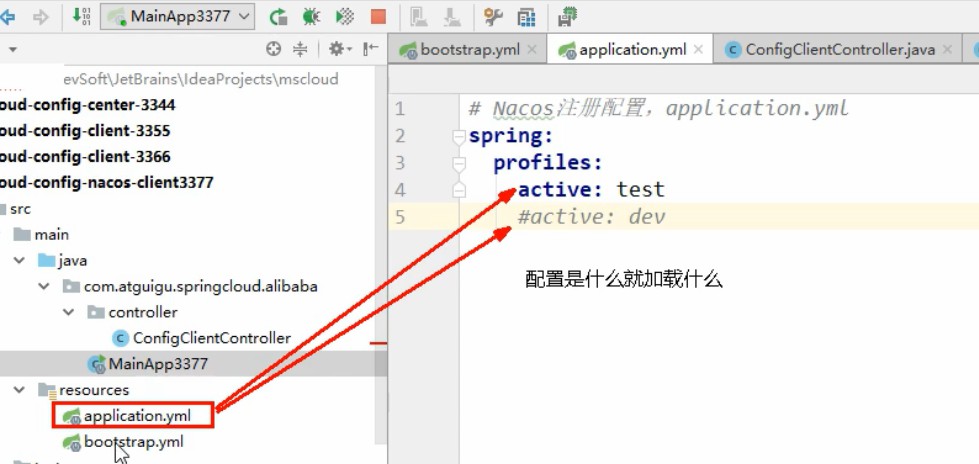 MainApp3377
evSoft\JetBrains\IdeaProjects\mscloud
oud-config-center-3344
oud-config-client-3355
oud-config-client-3366
oud-config-nacos-client3377
src
main
java
com.atguigu.springcloud.alibaba
controller
ConfigClientController
MainApp3377
resources
application.yml
bootstrap.yml
bootstrap.yml
application.yml
ConfigClientController.java
1 # Nacos注册配置，application.yml
2 spring:
3 profiles:
4 active: test
5 #active: dev
配置是什么就加载什么